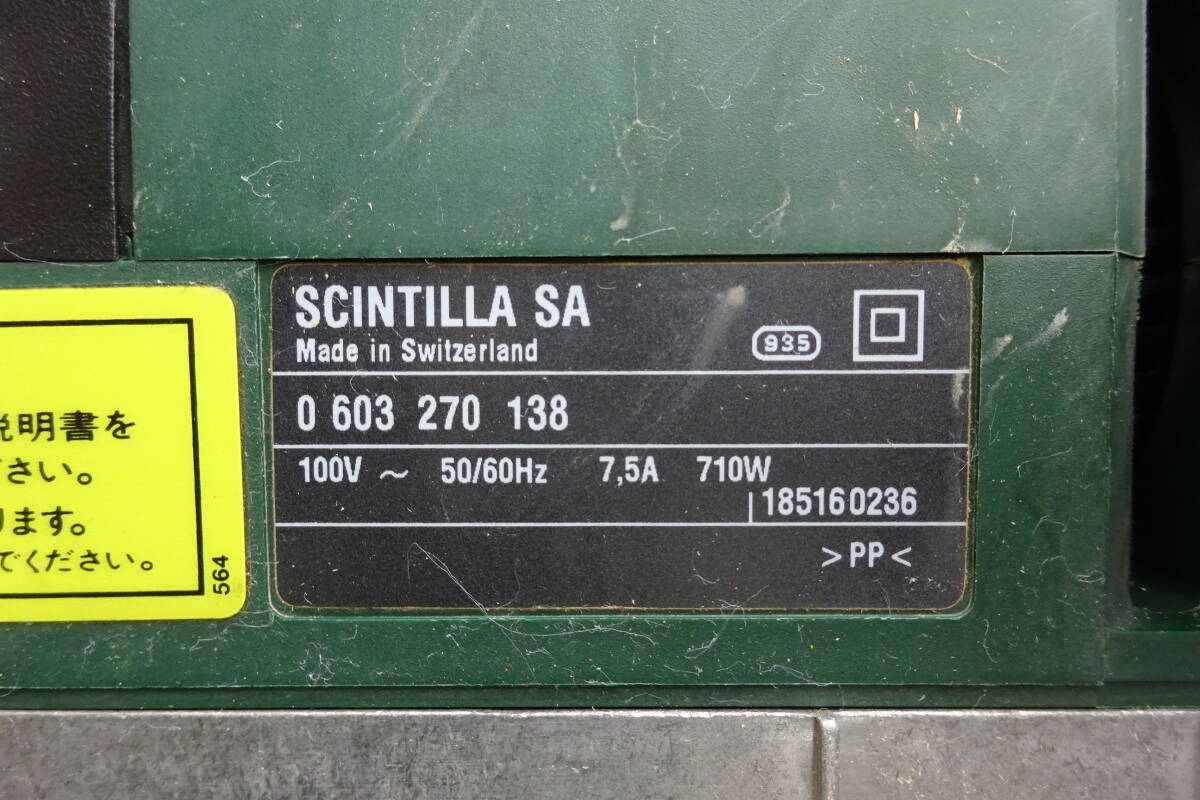 SCINTILLA SA
Made in Switzerland
935
0 603 270 138
100V ~ 50/60Hz 7,5A 710W
185160236
>PP<
説明書を
ださい。
ります。
でください。
564